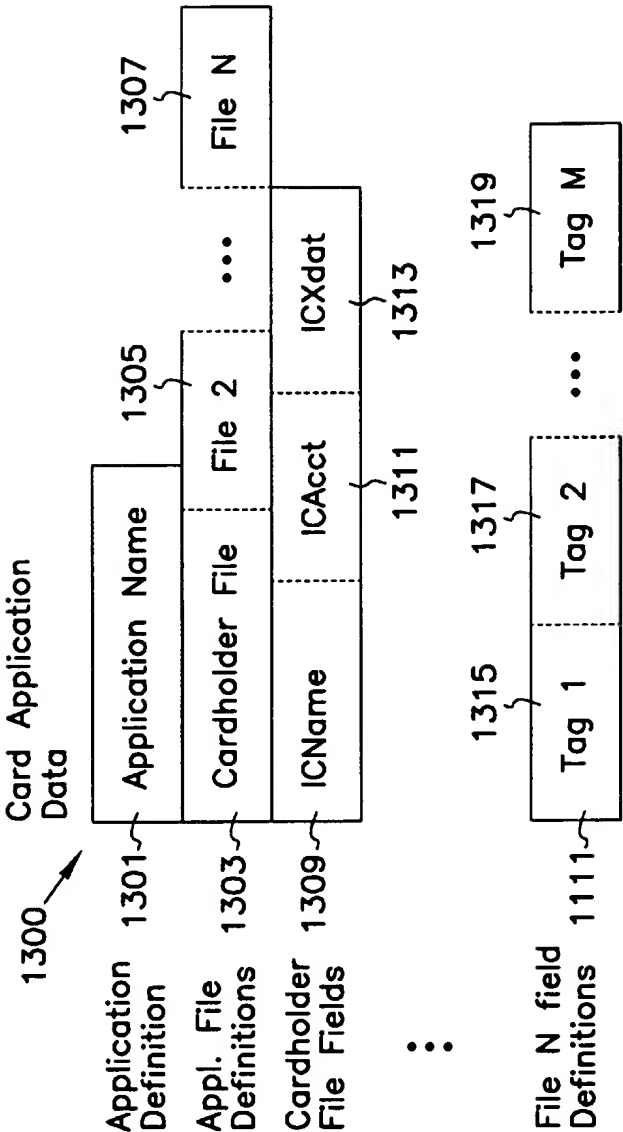 Card Application
Data
1300
Application
Definition
1301
Application Name
Appl. File
Definitions
1303
Cardholder File
1305
File 2
•••
1307
File N
Cardholder
File Fields
1309
ICName
ICAcct
1311
ICXdat
1313
•••
File N field
Definitions
1111
1315
Tag 1
1317
Tag 2
•••
1319
Tag M